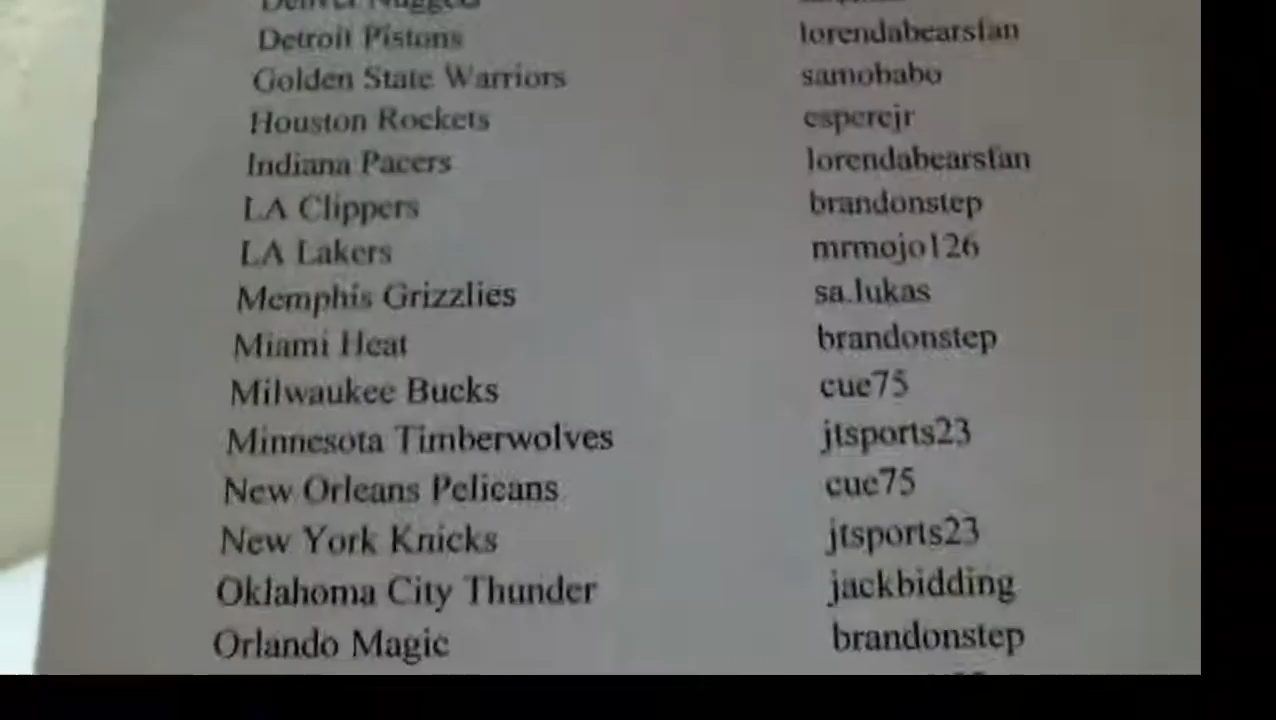 Denver Nuggets
Detroit Pistons lorendabearsfan
Golden State Warriors samobabo
Houston Rockets esperejr
Indiana Pacers lorendabearsfan
LA Clippers brandonstep
LA Lakers mrmojo126
Memphis Grizzlies sa.lukas
Miami Heat brandonstep
Milwaukee Bucks cue75
Minnesota Timberwolves jtsports23
New Orleans Pelicans cue75
New York Knicks jtsports23
Oklahoma City Thunder jackbidding
Orlando Magic brandonstep